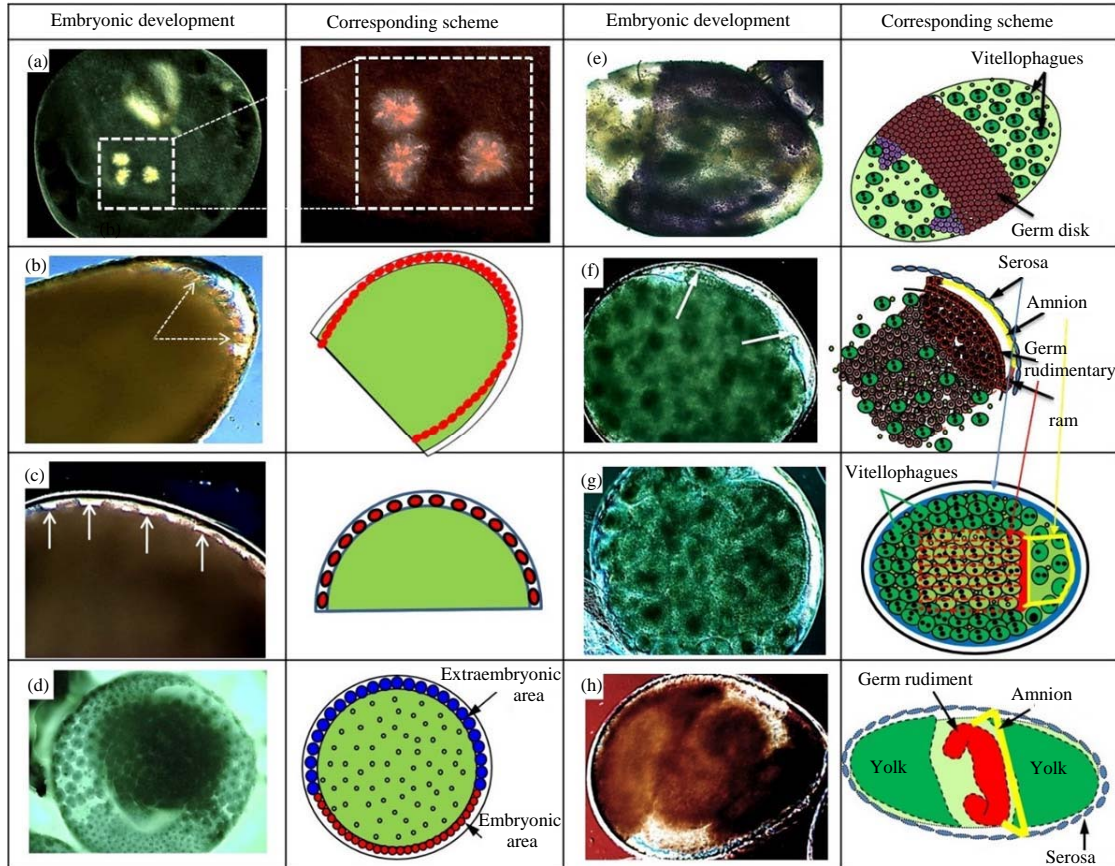 Embryonic development
Corresponding scheme
Embryonic development
Corresponding scheme
(a)
(b)
(e)
Vitellophagues
Germ disk
(b)
(f)
Serosa
Amnion
Germ
rudimentary
ram
(c)
(g)
Vitellophagues
(d)
Extraembryonic
area
Embryonic
area
(h)
Germ rudiment
Amnion
Yolk
Yolk
Serosa